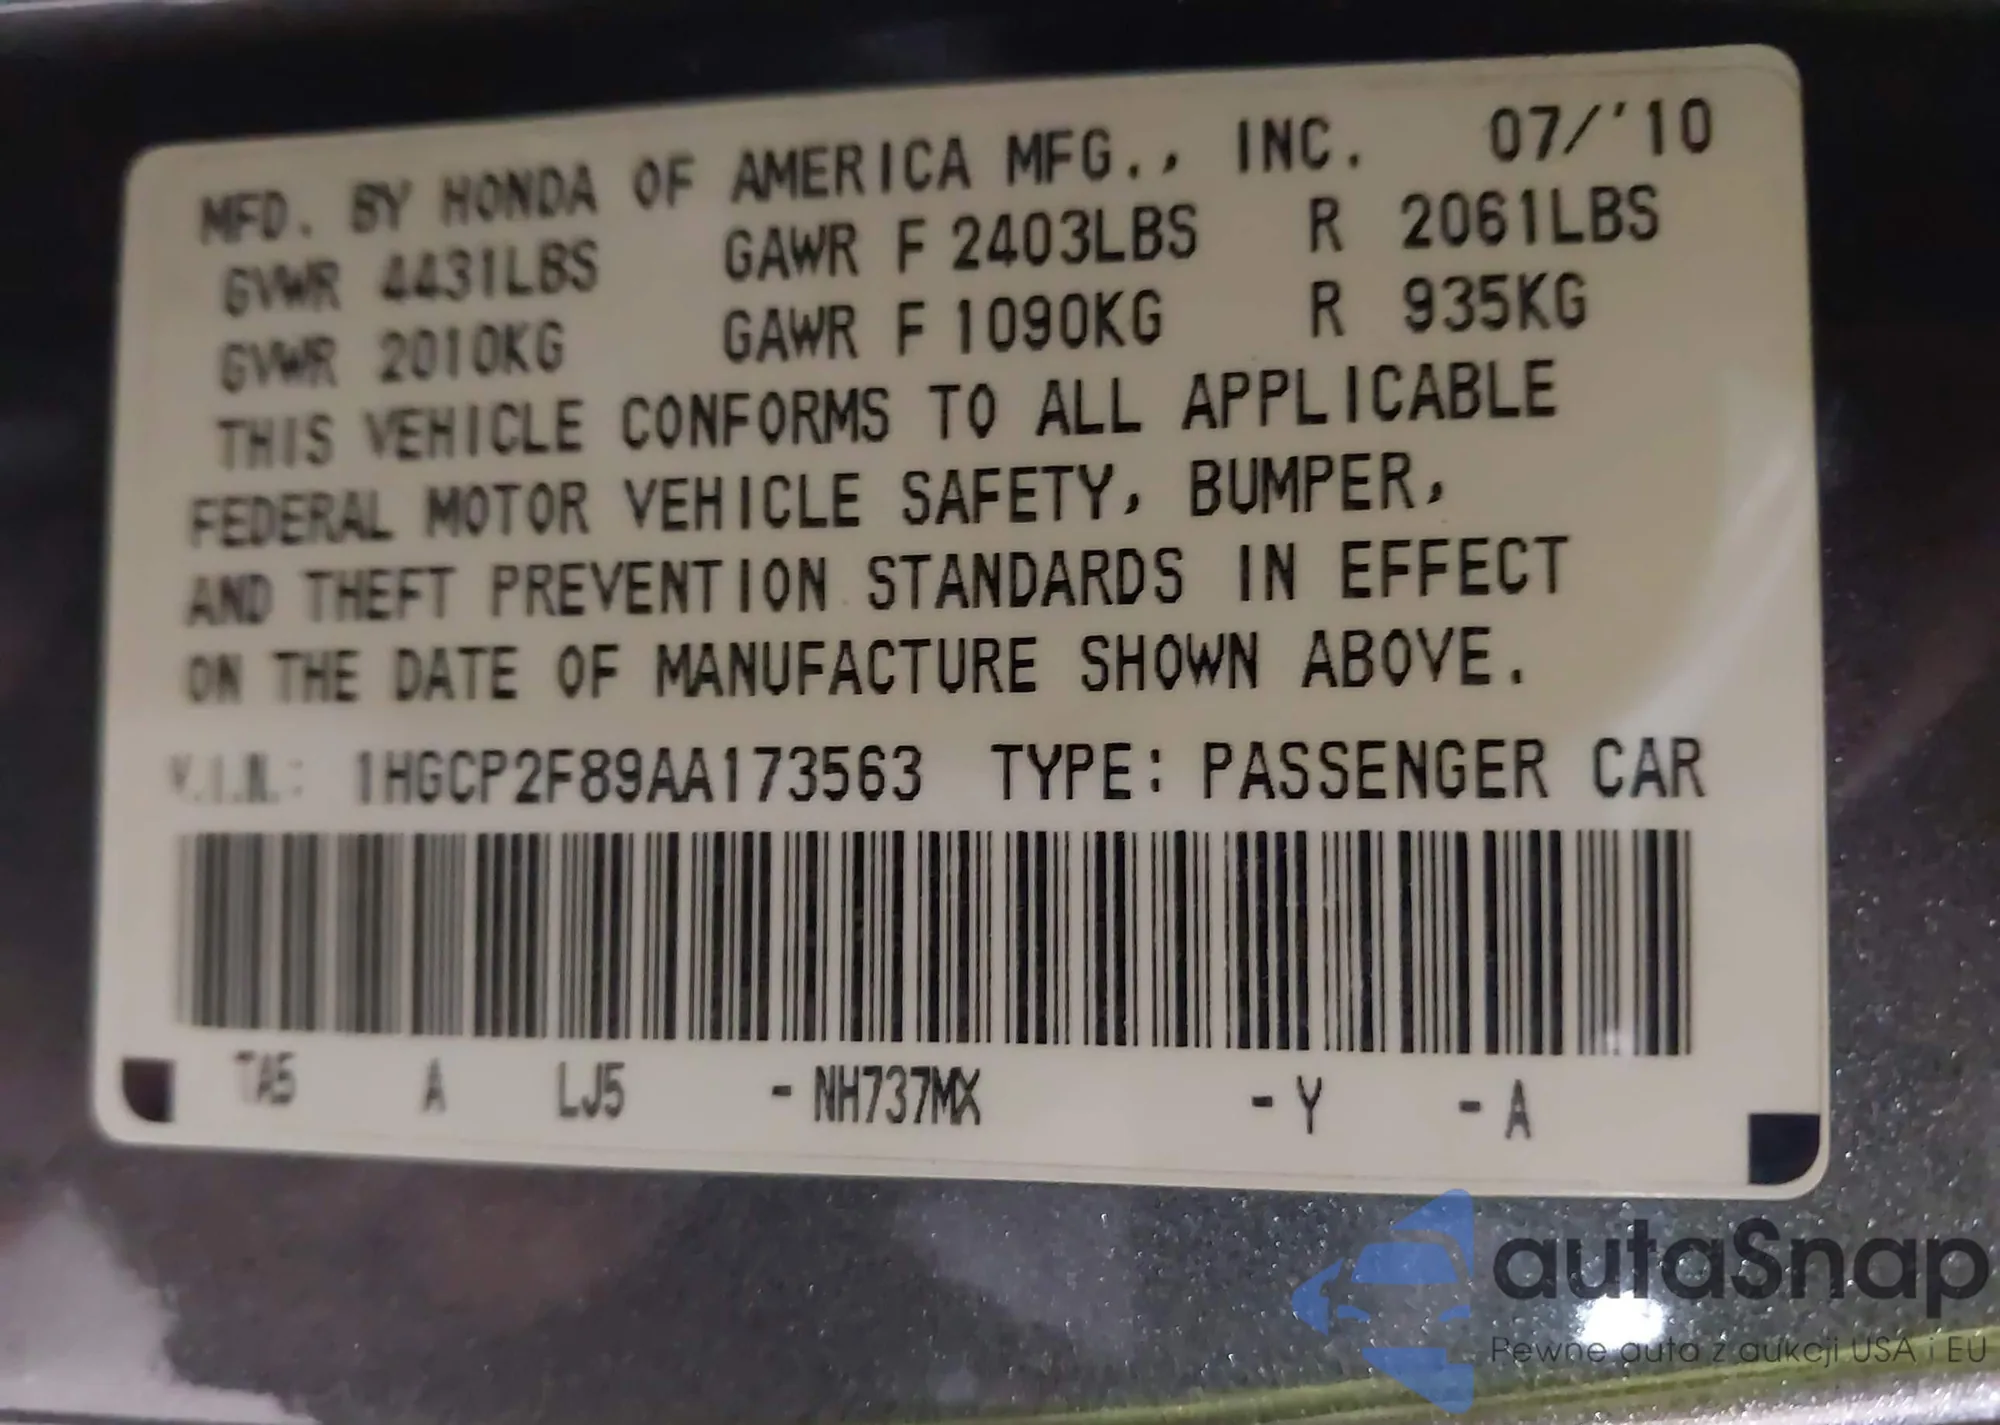 MFD. BY HONDA OF AMERICA MFG., INC. 07/'10
GVWR 4431LBS GAWR F 2403LBS R 2061LBS
GVWR 2010KG GAWR F 1090KG R 935KG
THIS VEHICLE CONFORMS TO ALL APPLICABLE
FEDERAL MOTOR VEHICLE SAFETY, BUMPER,
AND THEFT PREVENTION STANDARDS IN EFFECT
ON THE DATE OF MANUFACTURE SHOWN ABOVE.
V.I.N.: 1HGCP2F89AA173563 TYPE: PASSENGER CAR
TA5 A LJ5 - NH737MX - Y - A
autaSnap
Pewne auta z aukcji USA i EU